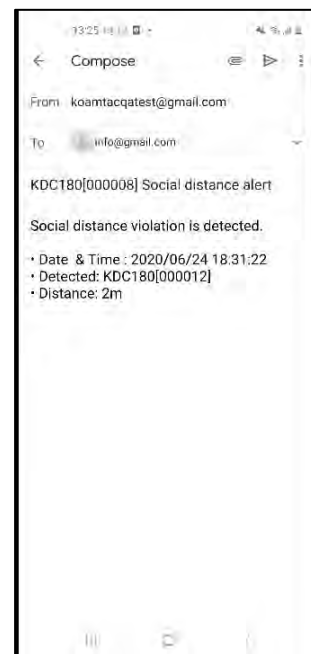 13:25
Compose
From koamtacqatest@gmail.com
To info@gmail.com
KDC180[000008] Social distance alert
Social distance violation is detected.
• Date & Time : 2020/06/24 18:31:22
• Detected: KDC180[000012]
• Distance: 2m